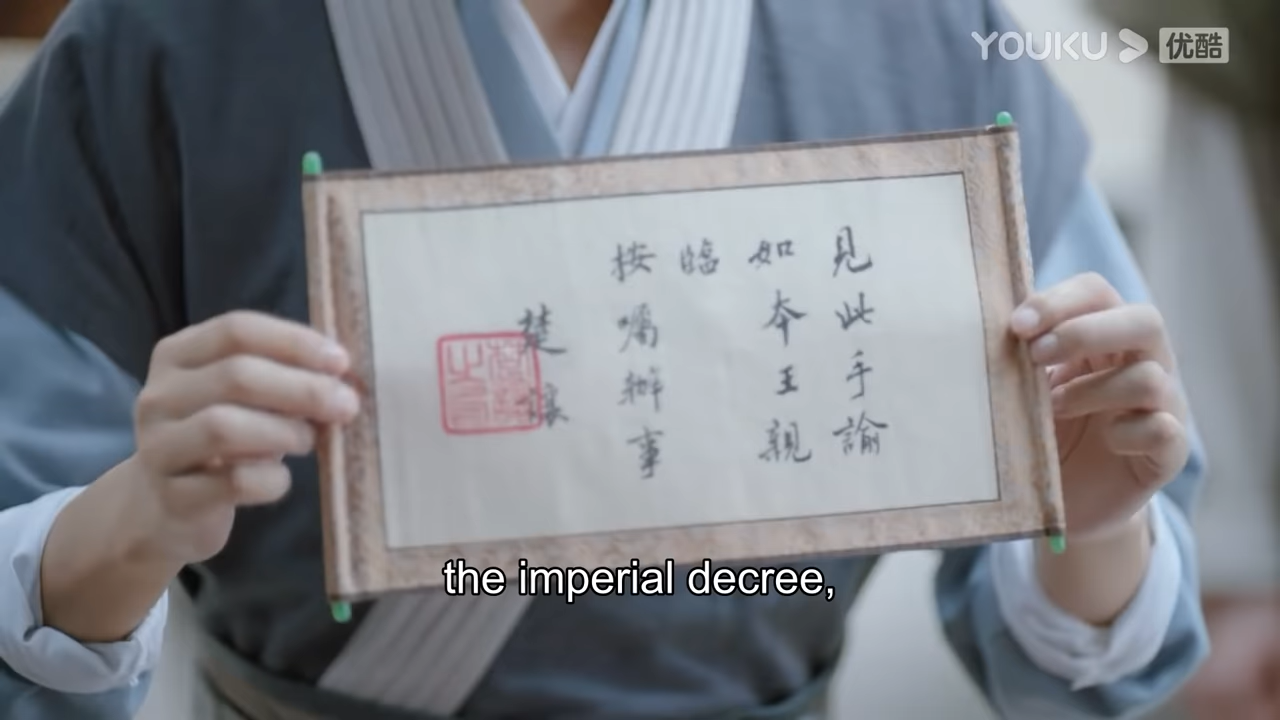 YOUKU 优酷
見此手諭
如本王親
臨
按囑辦事
楚
the imperial decree,